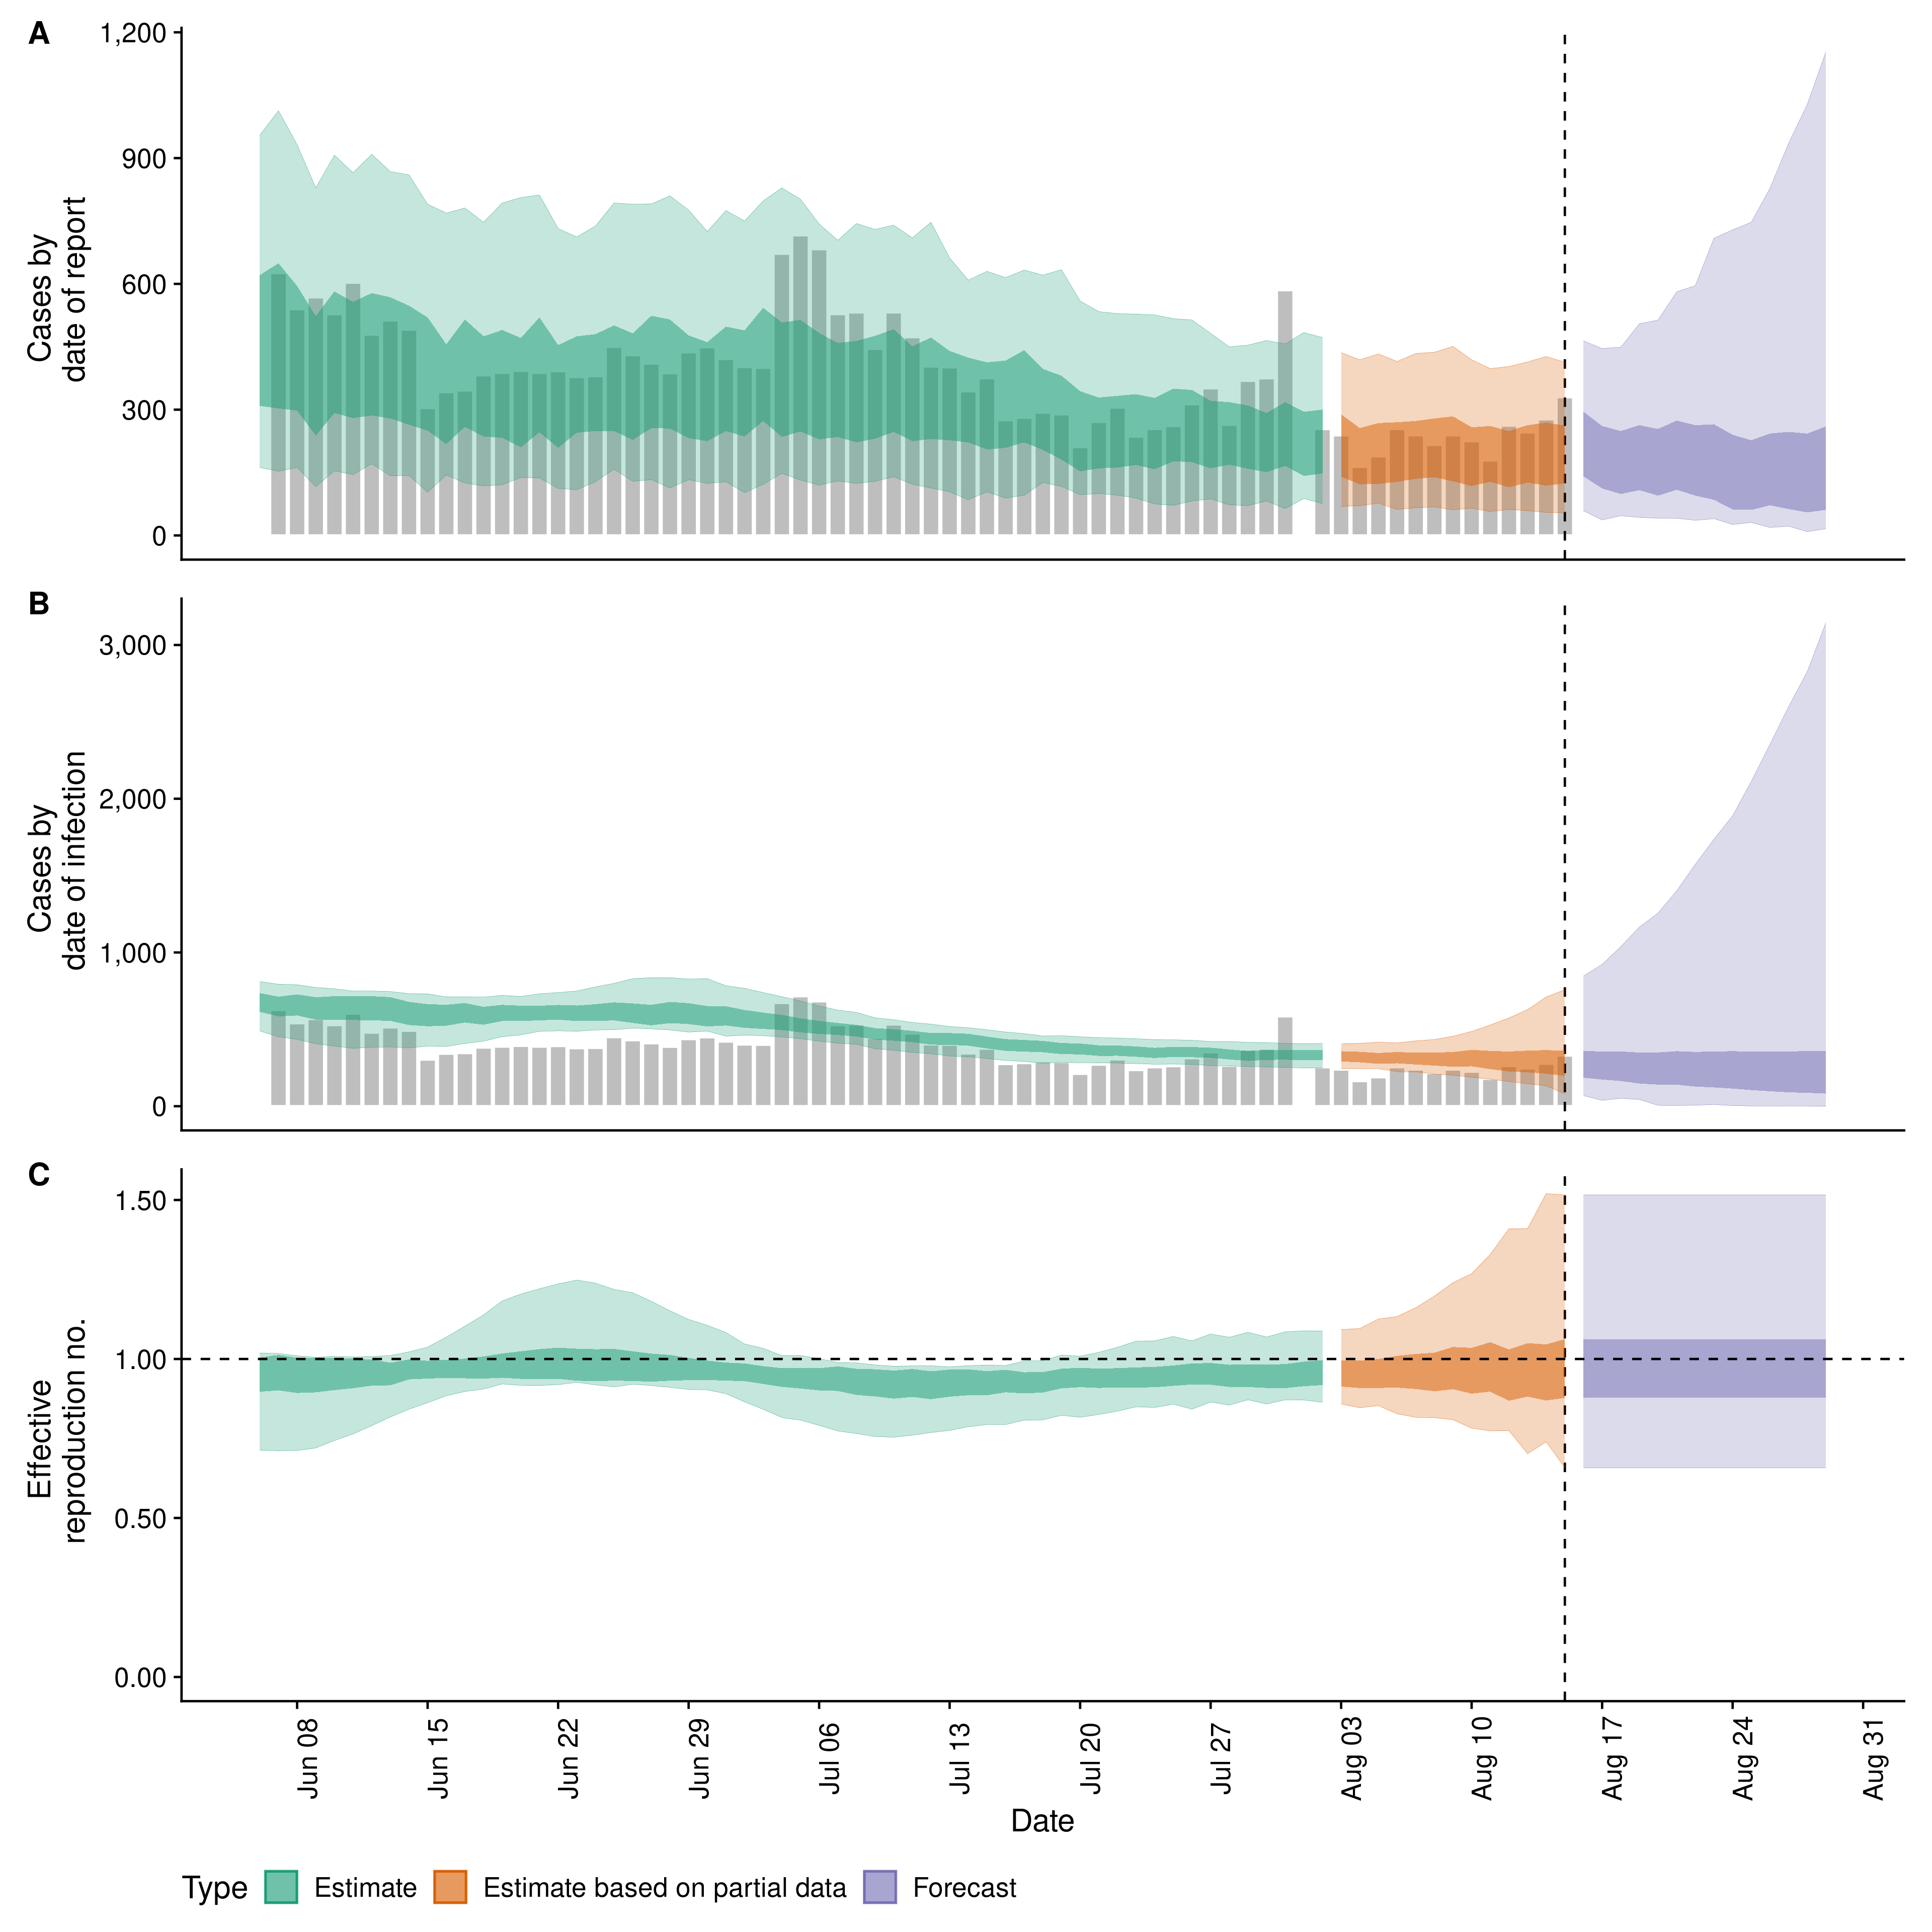 A
1,200
900
600
300
0
Cases by
date of report
B
3,000
2,000
1,000
0
Cases by
date of infection
C
1.50
1.00
0.50
0.00
Effective
reproduction no.
Jun 08
Jun 15
Jun 22
Jun 29
Jul 06
Jul 13
Jul 20
Jul 27
Aug 03
Aug 10
Aug 17
Aug 24
Aug 31
Date
Type Estimate Estimate based on partial data Forecast